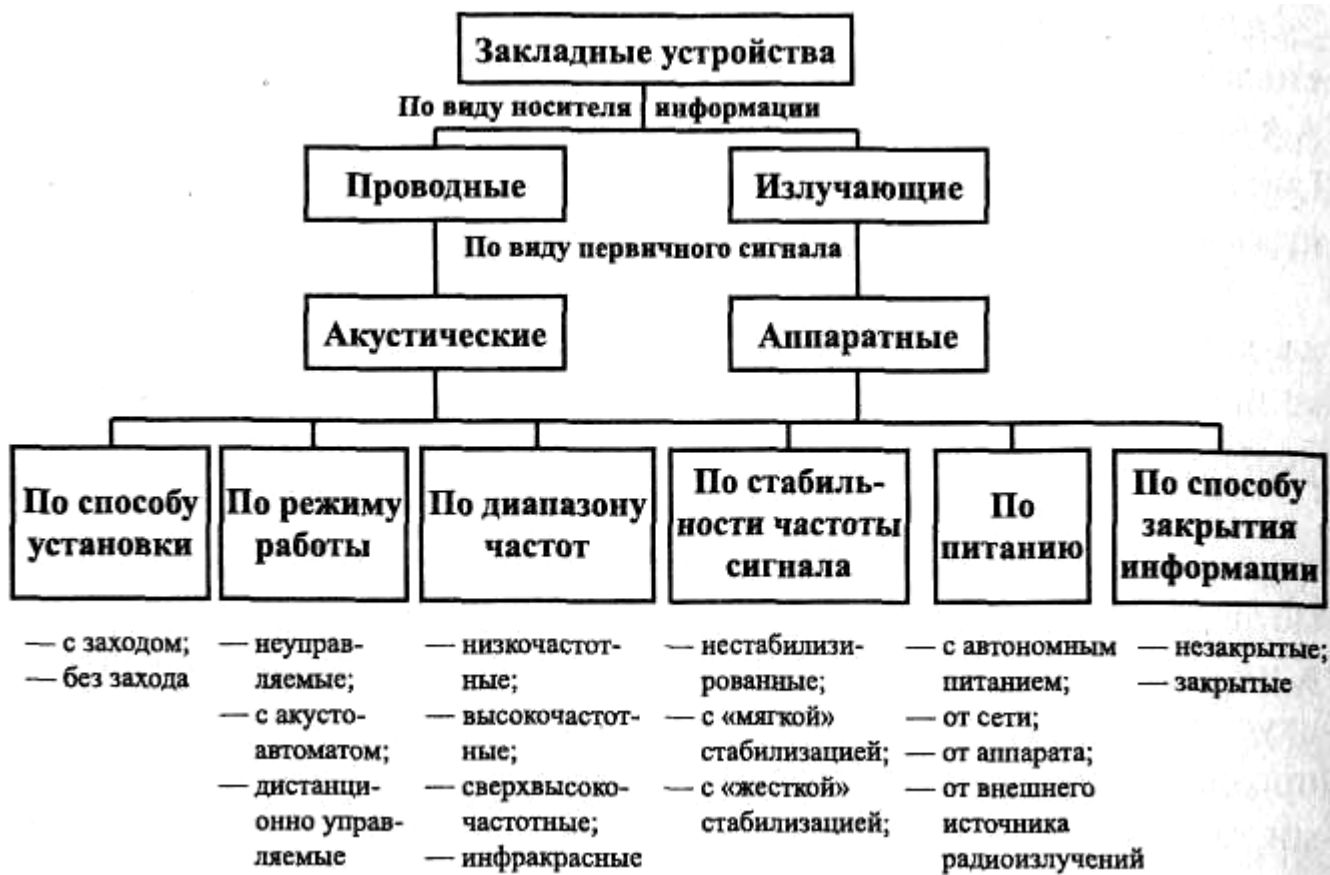 Закладные устройства
По виду носителя информации
Проводные
Излучающие
По виду первичного сигнала
Акустические
Аппаратные
По способу
установки
По режиму
работы
По диапазону
частот
По стабиль-
ности частоты
сигнала
По
питанию
По способу
закрытия
информации
— с заходом;
— без захода
— неуправ-
ляемые;
— с акусто-
автоматом;
— дистанци-
онно управ-
ляемые
— низкочастот-
ные;
— высокочастот-
ные;
— сверхвысоко-
частотные;
— инфракрасные
— нестабилизи-
рованные;
— с «мягкой»
стабилизацией;
— с «жесткой»
стабилизацией;
— с автономным
питанием;
— от сети;
— от аппарата;
— от внешнего
источника
радиоизлучений
— незакрытые;
— закрытые